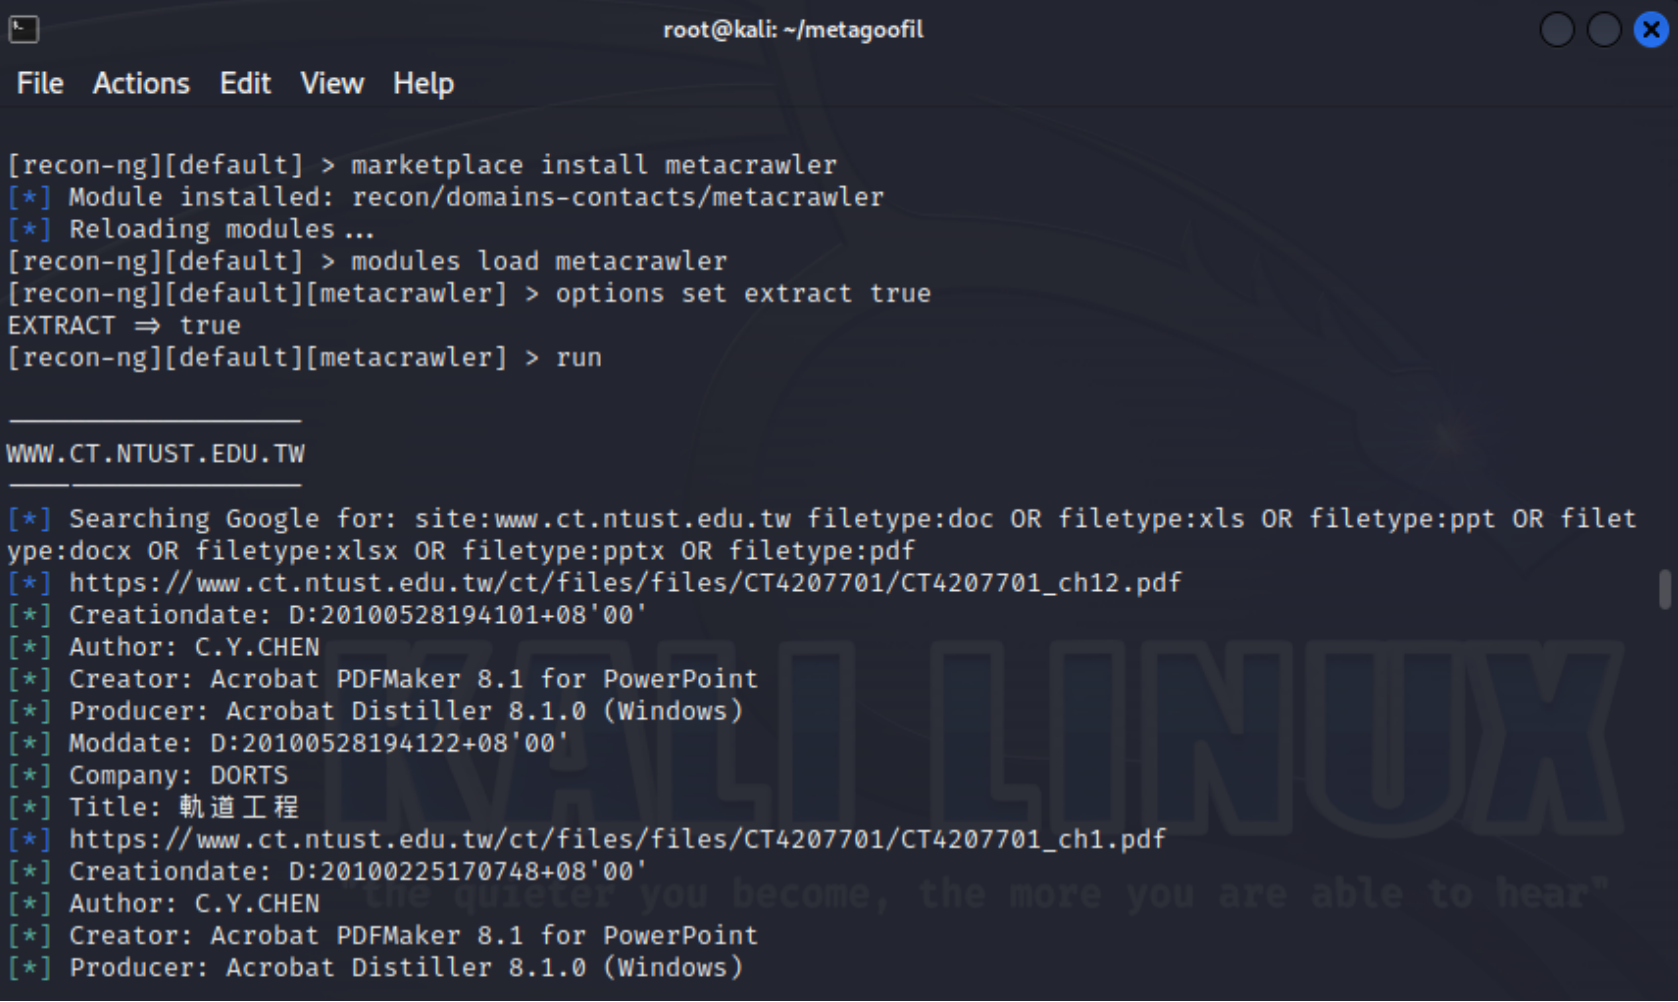 root@kali: ~/metagoofil
File Actions Edit View Help
[recon-ng][default] > marketplace install metacrawler
[*] Module installed: recon/domains-contacts/metacrawler
[*] Reloading modules...
[recon-ng][default] > modules load metacrawler
[recon-ng][default][metacrawler] > options set extract true
EXTRACT => true
[recon-ng][default][metacrawler] > run
--------------------
WWW.CT.NTUST.EDU.TW
--------------------
[*] Searching Google for: site:www.ct.ntust.edu.tw filetype:doc OR filetype:xls OR filetype:ppt OR filet
ype:docx OR filetype:xlsx OR filetype:pptx OR filetype:pdf
[*] https://www.ct.ntust.edu.tw/ct/files/files/CT4207701/CT4207701_ch12.pdf
[*] Creationdate: D:20100528194101+08'00'
[*] Author: C.Y.CHEN
[*] Creator: Acrobat PDFMaker 8.1 for PowerPoint
[*] Producer: Acrobat Distiller 8.1.0 (Windows)
[*] Moddate: D:20100528194122+08'00'
[*] Company: DORTS
[*] Title: 軌道工程
[*] https://www.ct.ntust.edu.tw/ct/files/files/CT4207701/CT4207701_ch1.pdf
[*] Creationdate: D:20100225170748+08'00'
[*] Author: C.Y.CHEN
[*] Creator: Acrobat PDFMaker 8.1 for PowerPoint
[*] Producer: Acrobat Distiller 8.1.0 (Windows)
KALI LINUX
"the quieter you become, the more you are able to hear"